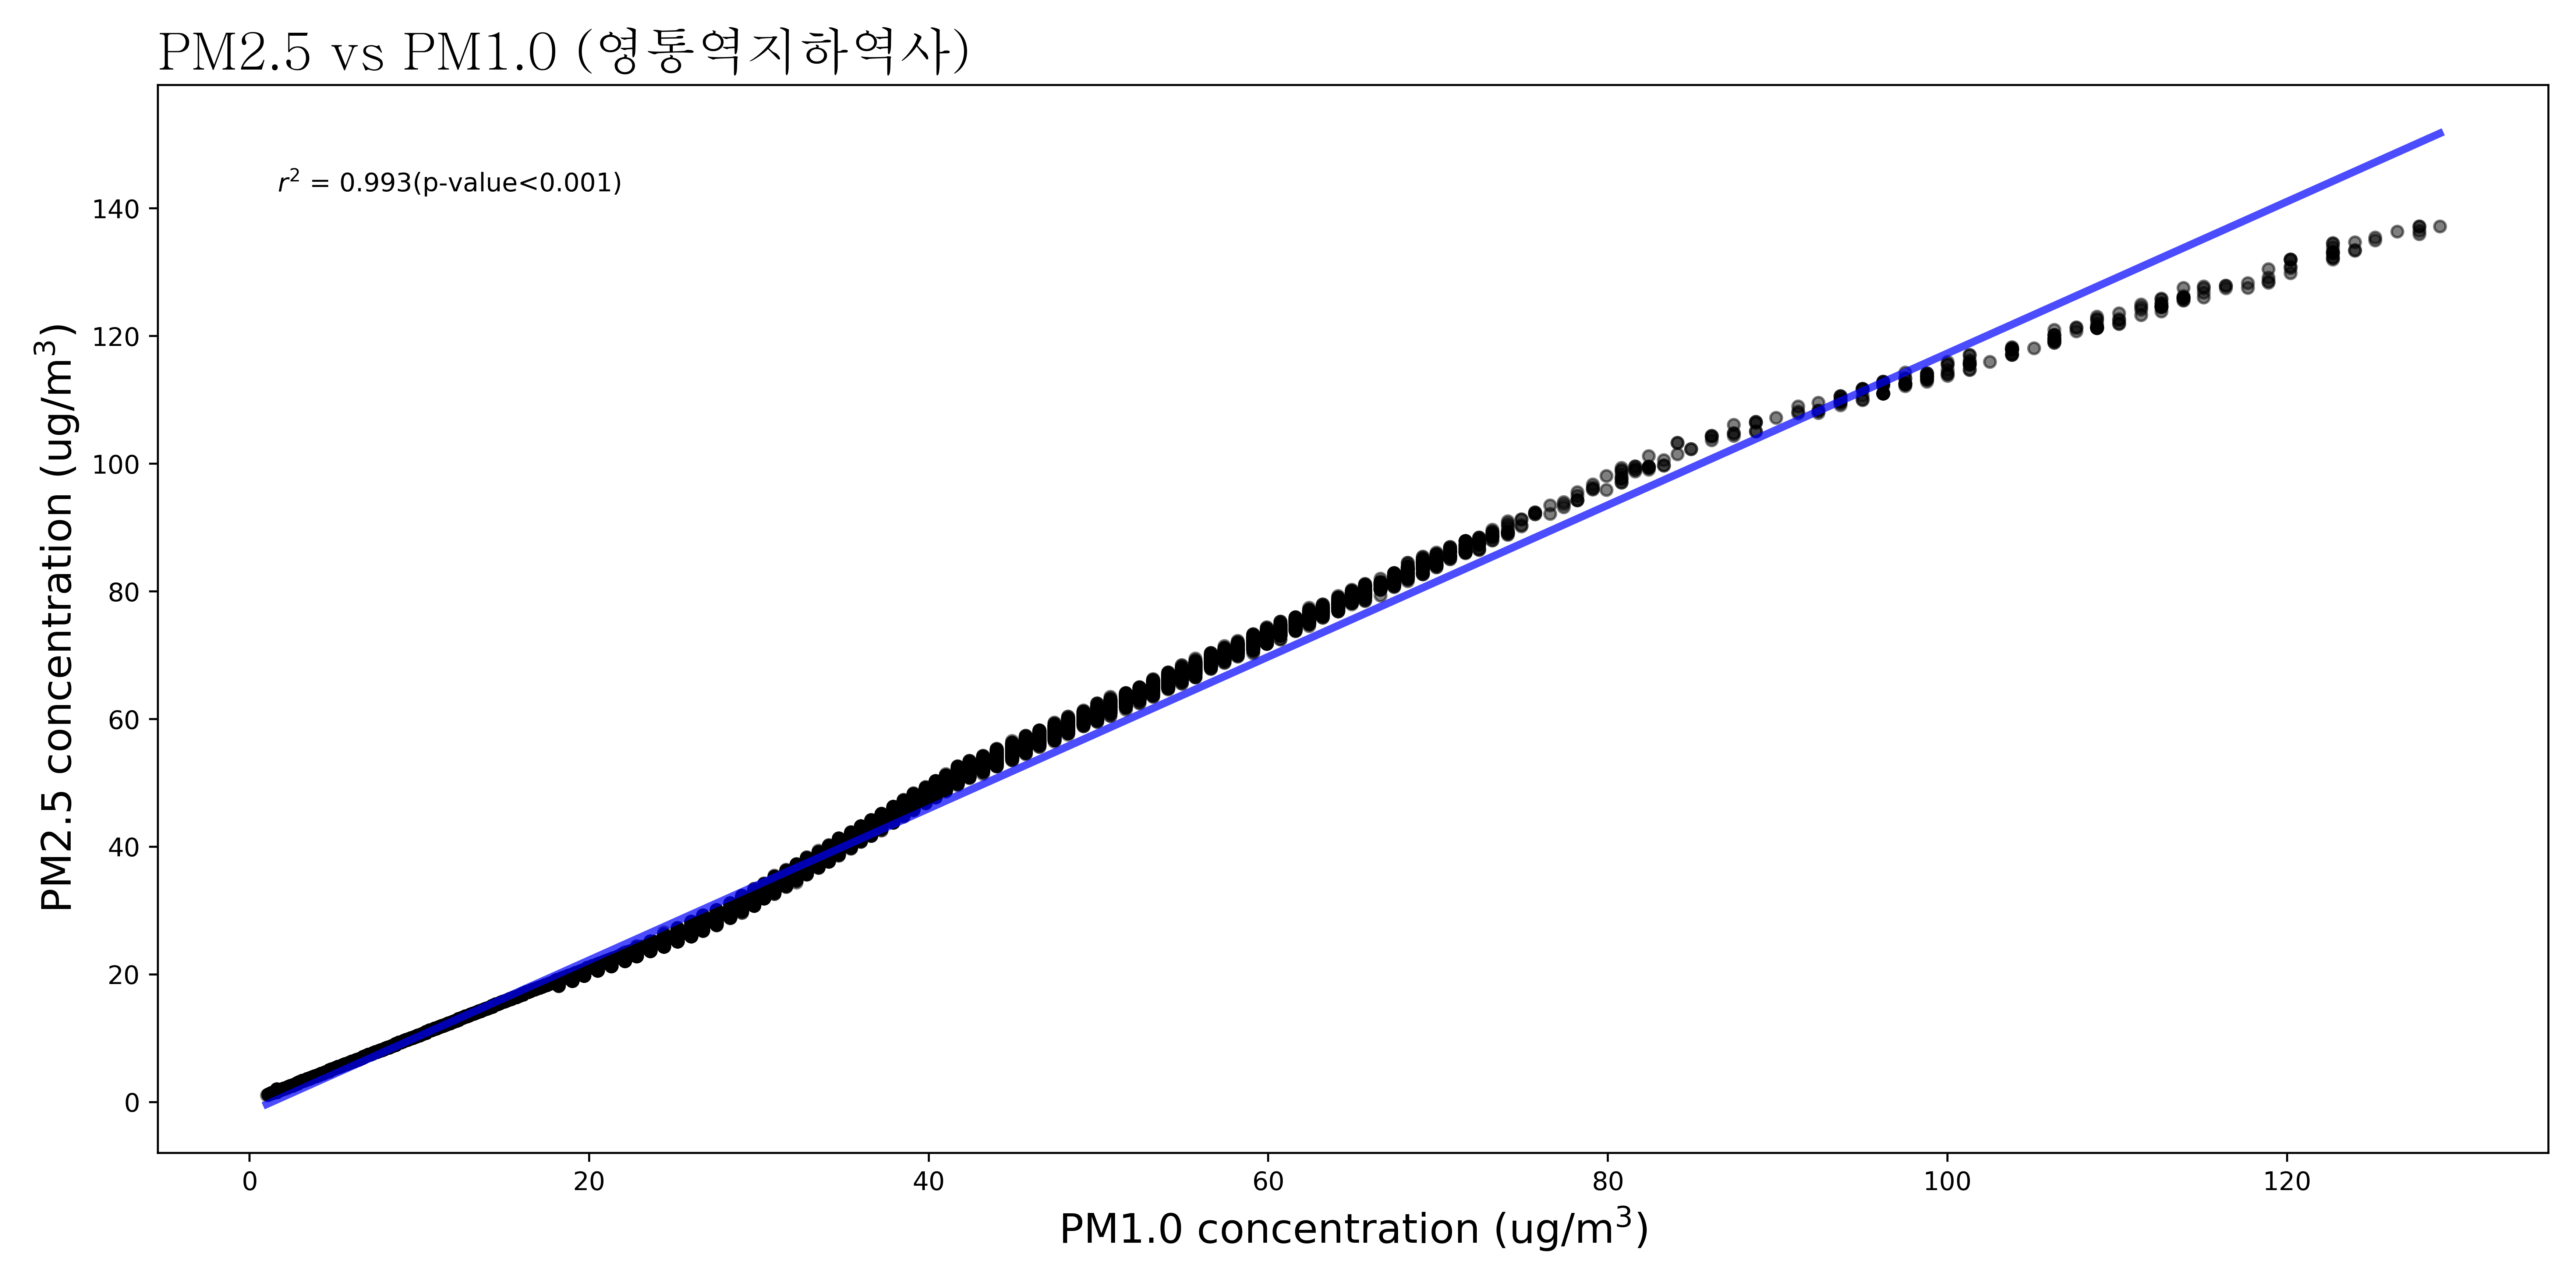 PM2.5 vs PM1.0 (영통역지하역사)
r² = 0.993(p-value<0.001)
PM2.5 concentration (ug/m³)
140
120
100
80
60
40
20
0
0 20 40 60 80 100 120
PM1.0 concentration (ug/m³)